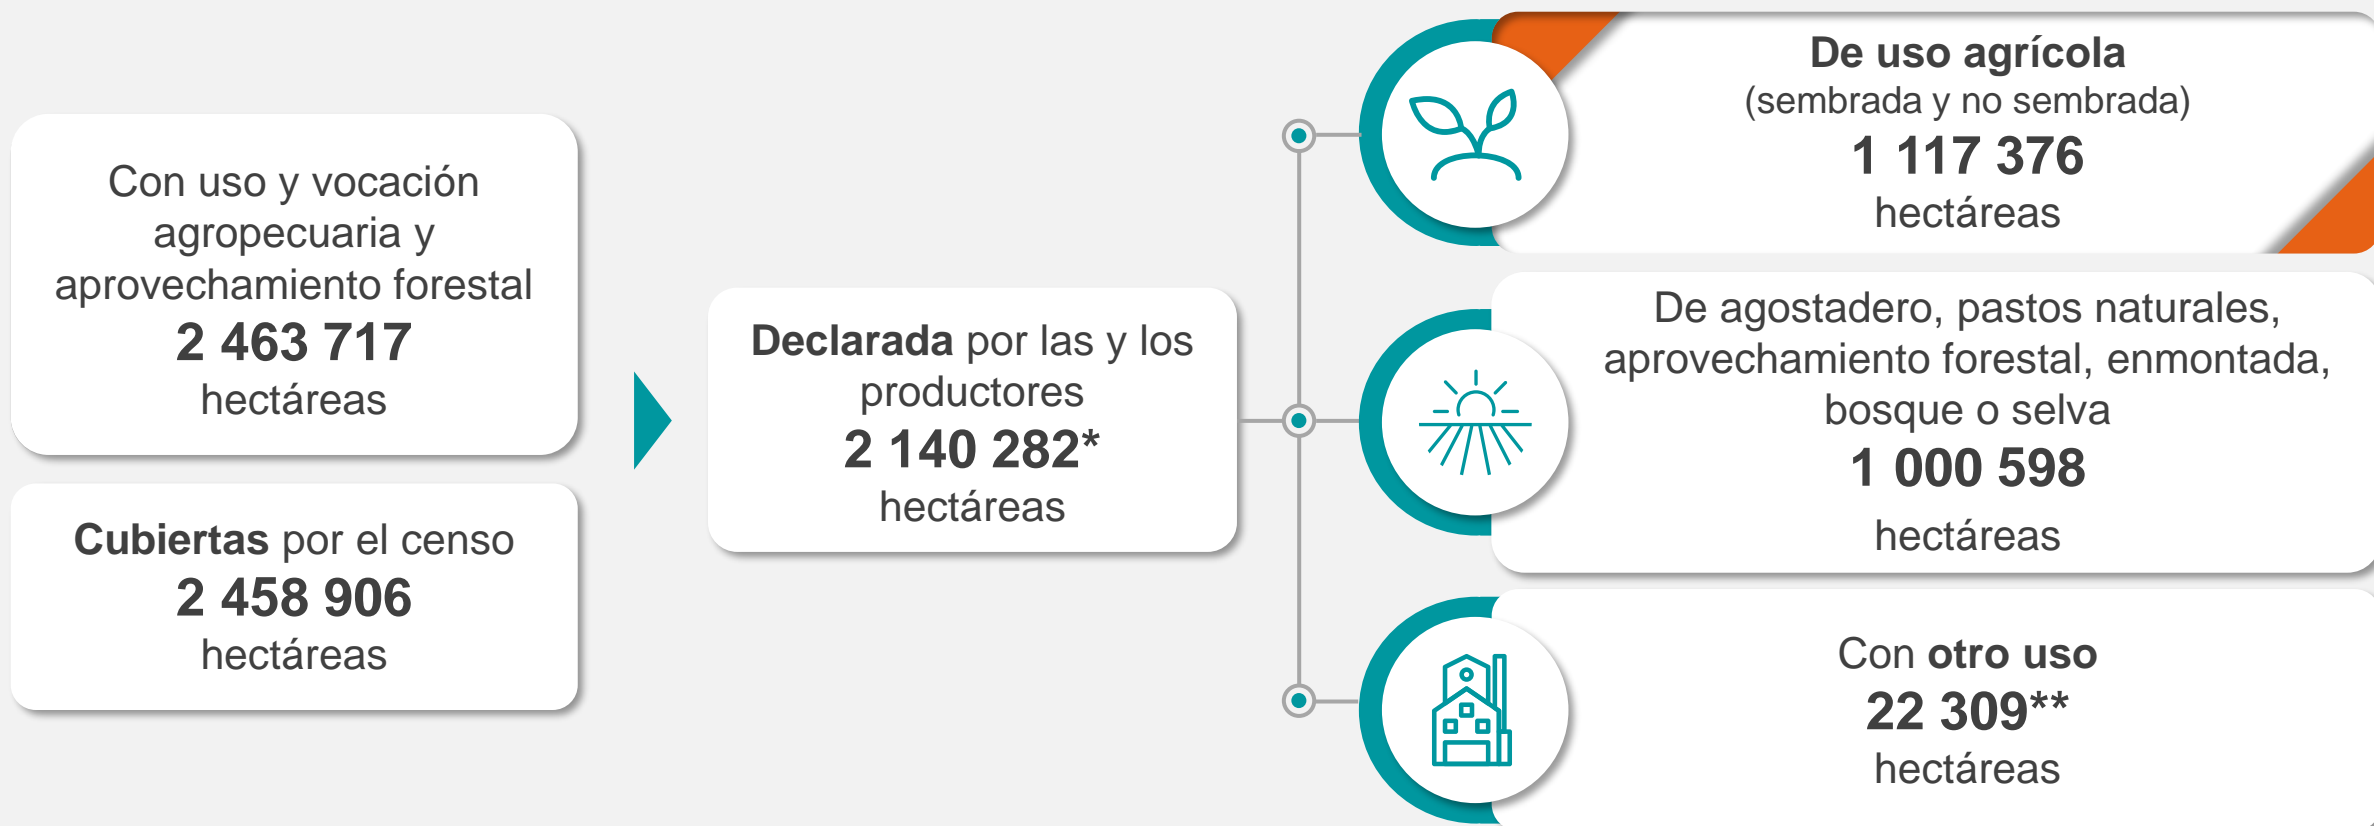 Con uso y vocación
agropecuaria y
aprovechamiento forestal
2 463 717
hectáreas
Cubiertas por el censo
2 458 906
hectáreas
Declarada por las y los
productores
2 140 282*
hectáreas
De uso agrícola
(sembrada y no sembrada)
1 117 376
hectáreas
De agostadero, pastos naturales,
aprovechamiento forestal, enmontada,
bosque o selva
1 000 598
hectáreas
Con otro uso
22 309**
hectáreas